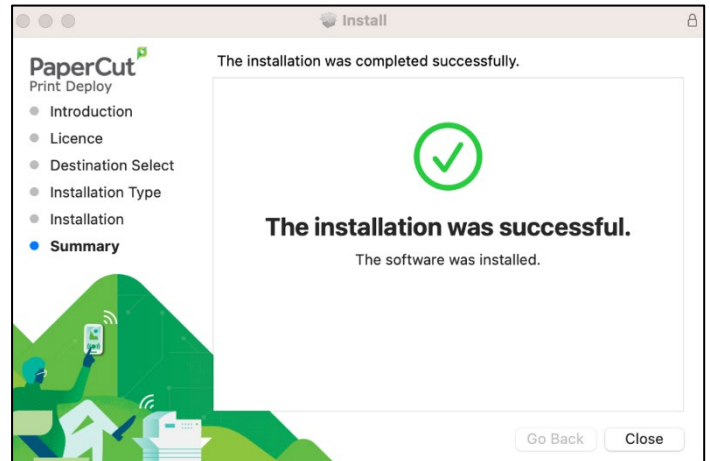 Install
PaperCut
Print Deploy
Introduction
Licence
Destination Select
Installation Type
Installation
Summary
The installation was completed successfully.
The installation was successful.
The software was installed.
Go Back
Close